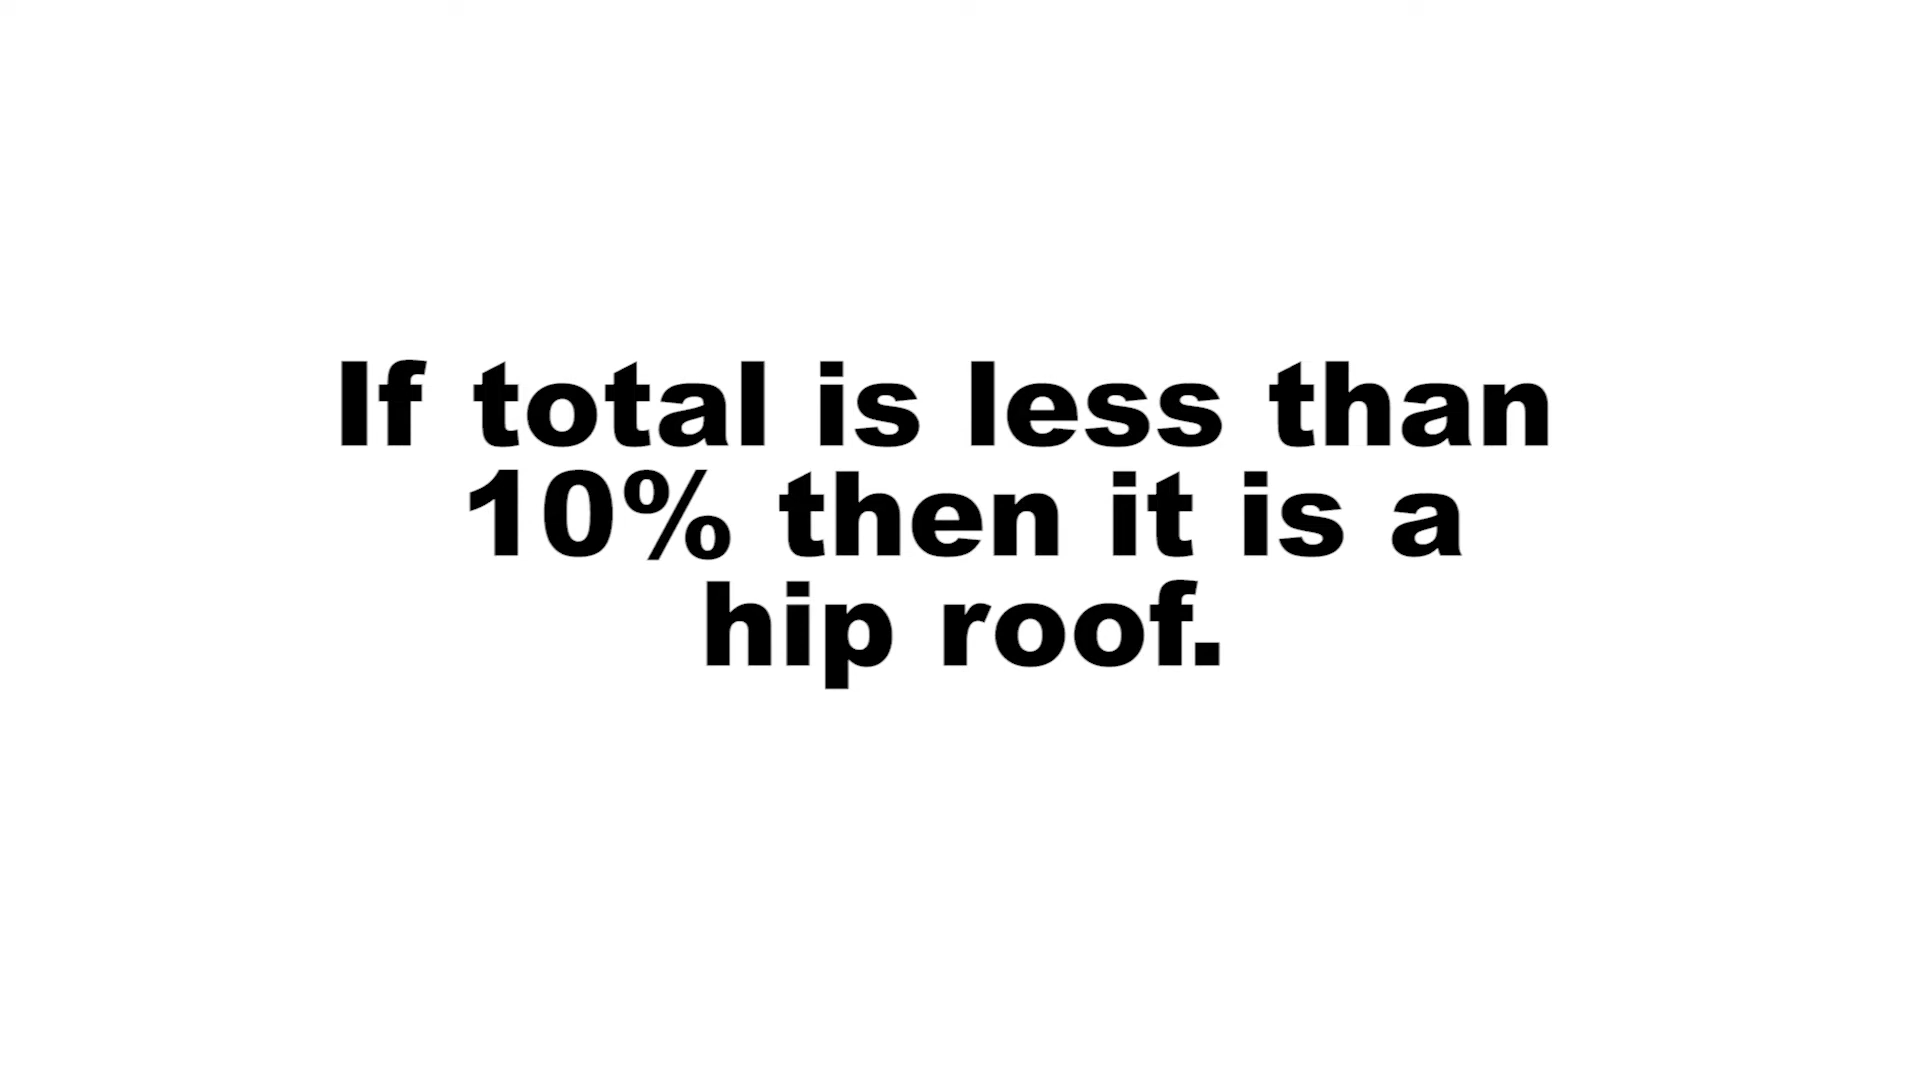 If total is less than
10% then it is a
hip roof.